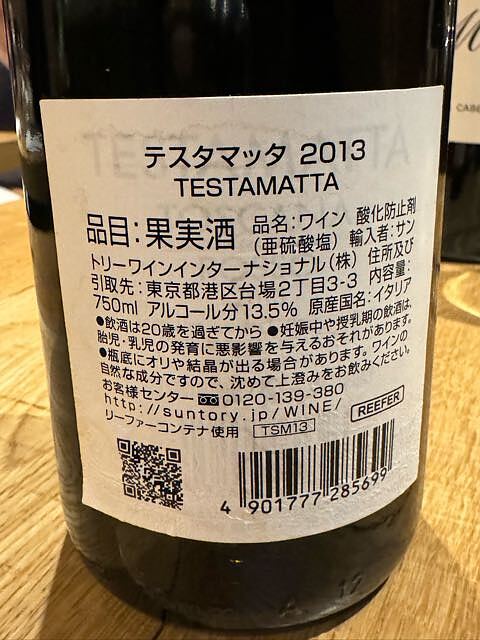 テスタマッタ 2013
TESTAMATTA
品目:果実酒 品名:ワイン 酸化防止剤
(亜硫酸塩) 輸入者:サン
トリーワインインターナショナル(株) 住所及び
引取先:東京都港区台場2丁目3-3 内容量:
750ml アルコール分13.5% 原産国名:イタリア
●飲酒は20歳を過ぎてから ●妊娠中や授乳期の飲酒は、
胎児・乳児の発育に悪影響を与えるおそれがあります。
●瓶底にオリや結晶が出る場合があります。ワインの
自然な成分ですので、沈めて上澄みをお飲みください。
お客様センター 0120-139-380
http://suntory.jp/WINE/
リーファーコンテナ使用 TSM13 REEFER
4 901777 285699
CABE